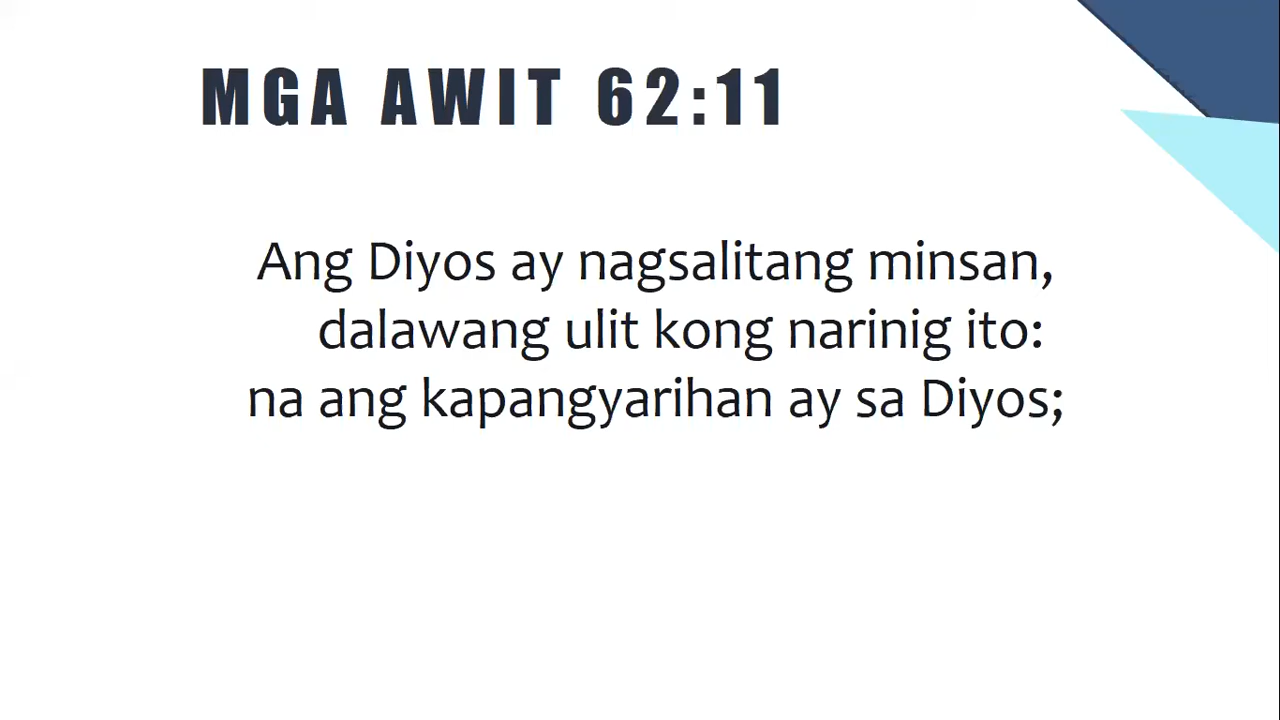 MGA AWIT 62:11
Ang Diyos ay nagsalitang minsan,
dalawang ulit kong narinig ito:
na ang kapangyarihan ay sa Diyos;